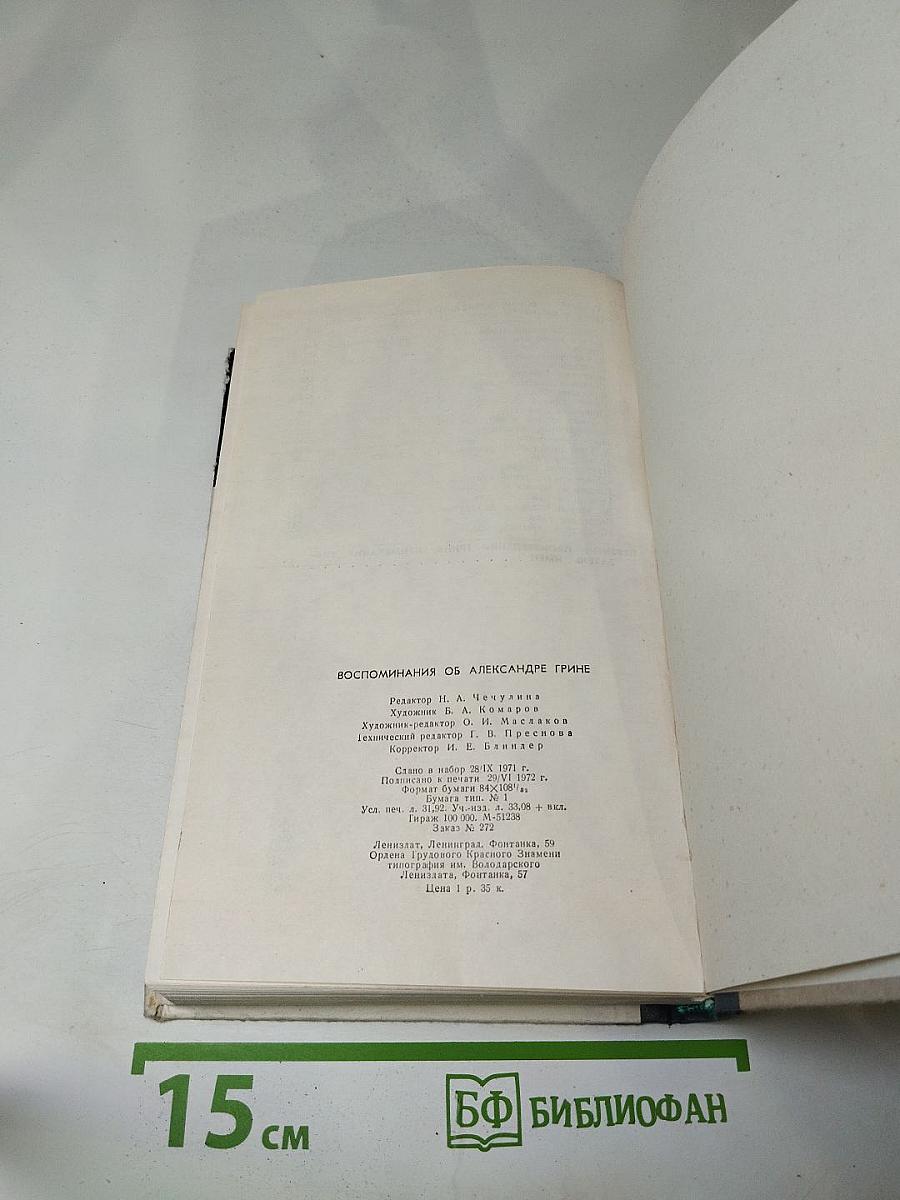 ВОСПОМИНАНИЯ ОБ АЛЕКСАНДРЕ ГРИНЕ
Редактор Н. А. Чечулина
Художник Б. А. Комаров
Художник-редактор О. И. Маслаков
Технический редактор Г. В. Преснова
Корректор И. Е. Блиндер
Сдано в набор 28/IX 1971 г.
Подписано к печати 29/VI 1972 г.
Формат бумаги 84×108¹/₃₂
Бумага тип. № 1
Усл. печ. л. 31,92. Уч.-изд. л. 33,08 + вкл.
Тираж 100 000. М-51238
Заказ № 272
Лениздат, Ленинград, Фонтанка, 59
Ордена Трудового Красного Знамени
типография им. Володарского
Лениздата, Фонтанка, 57
Цена 1 р. 35 к.
15 см
БФ БИБЛИОФАН